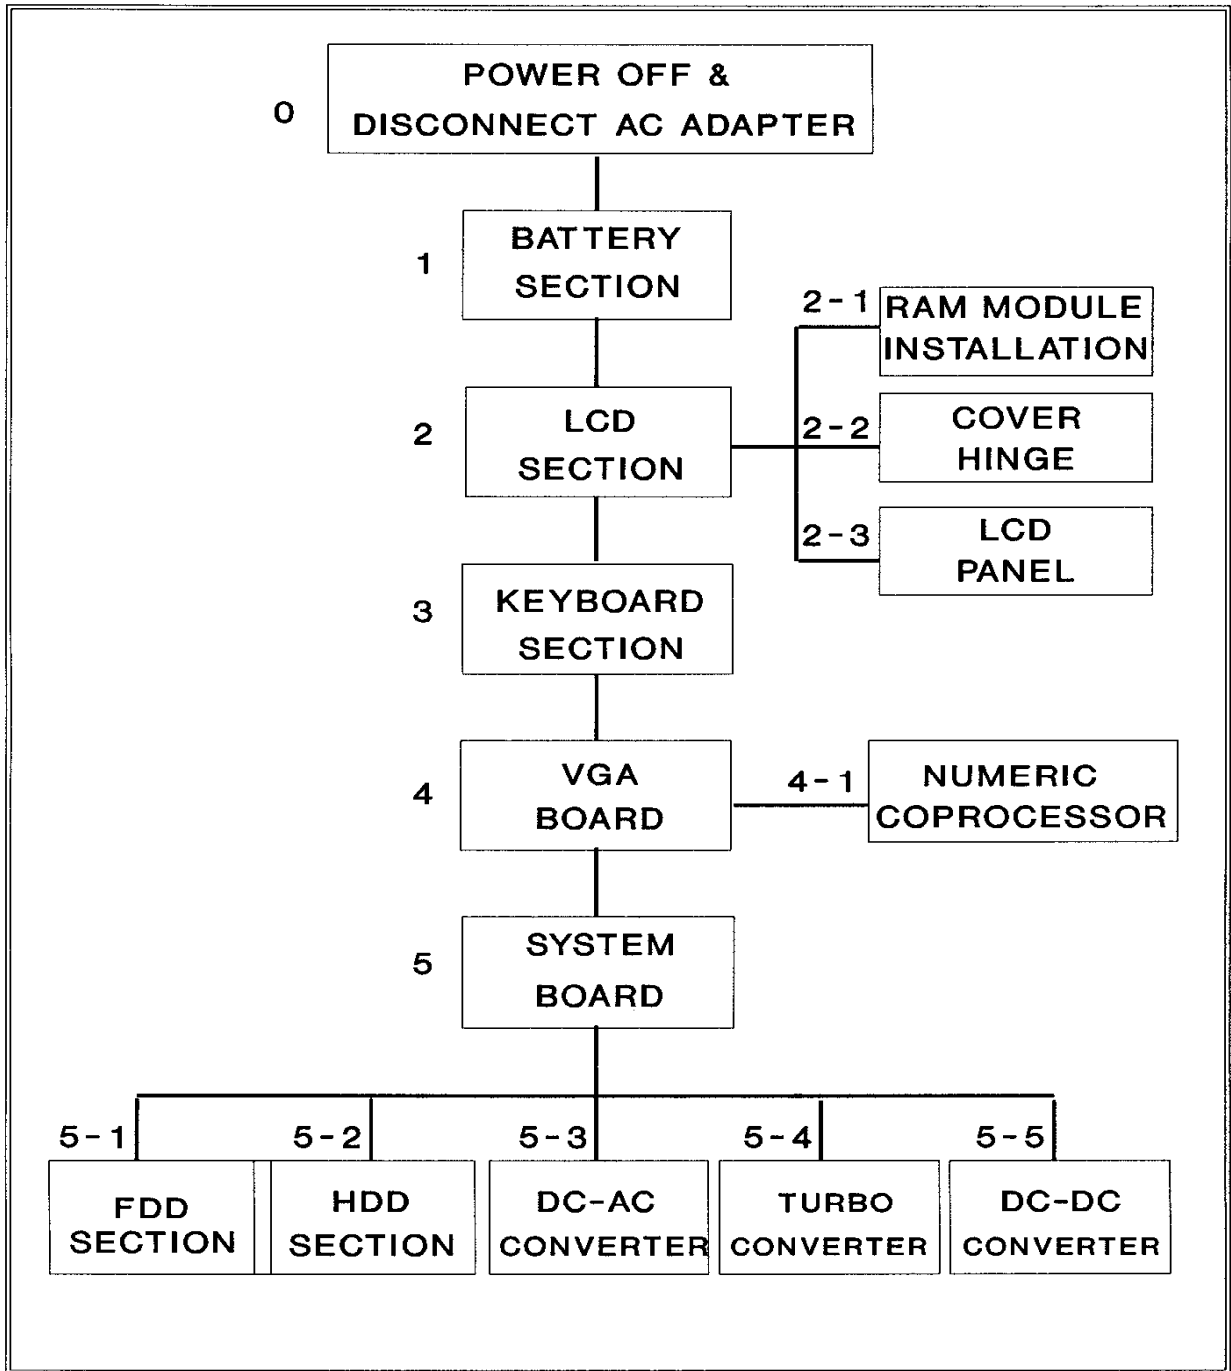 0
POWER OFF &
DISCONNECT AC ADAPTER
1
BATTERY
SECTION
2
LCD
SECTION
2-1
RAM MODULE
INSTALLATION
2-2
COVER
HINGE
2-3
LCD
PANEL
3
KEYBOARD
SECTION
4
VGA
BOARD
4-1
NUMERIC
COPROCESSOR
5
SYSTEM
BOARD
5-1
FDD
SECTION
5-2
HDD
SECTION
5-3
DC-AC
CONVERTER
5-4
TURBO
CONVERTER
5-5
DC-DC
CONVERTER